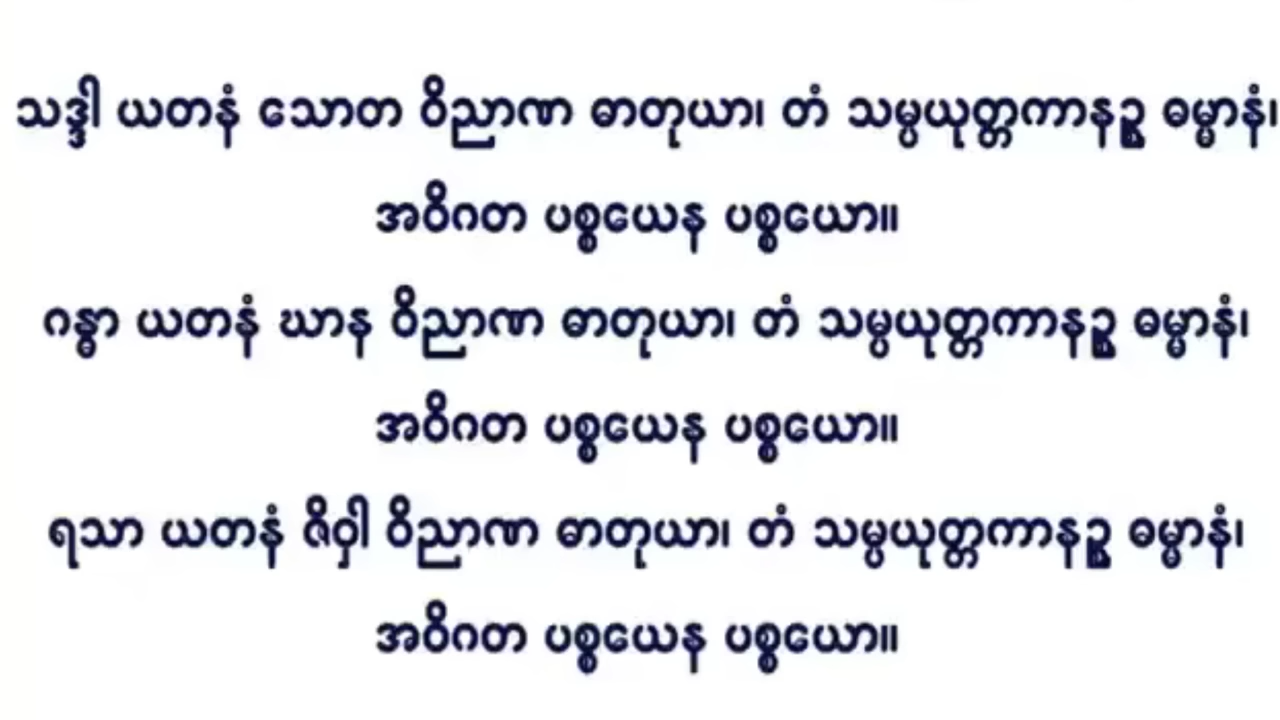 သဒ္ဒါ ယတနံ သောတ ဝိညာဏ ဓာတုယာ၊ တံ သမ္ပယုတ္တကာနဉ္စ ဓမ္မာနံ၊
အဝိဂတ ပစ္စယေန ပစ္စယော။
ဂန္ဓာ ယတနံ ဃာန ဝိညာဏ ဓာတုယာ၊ တံ သမ္ပယုတ္တကာနဉ္စ ဓမ္မာနံ၊
အဝိဂတ ပစ္စယေန ပစ္စယော။
ရသာ ယတနံ ဇိဝှါ ဝိညာဏ ဓာတုယာ၊ တံ သမ္ပယုတ္တကာနဉ္စ ဓမ္မာနံ၊
အဝိဂတ ပစ္စယေန ပစ္စယော။